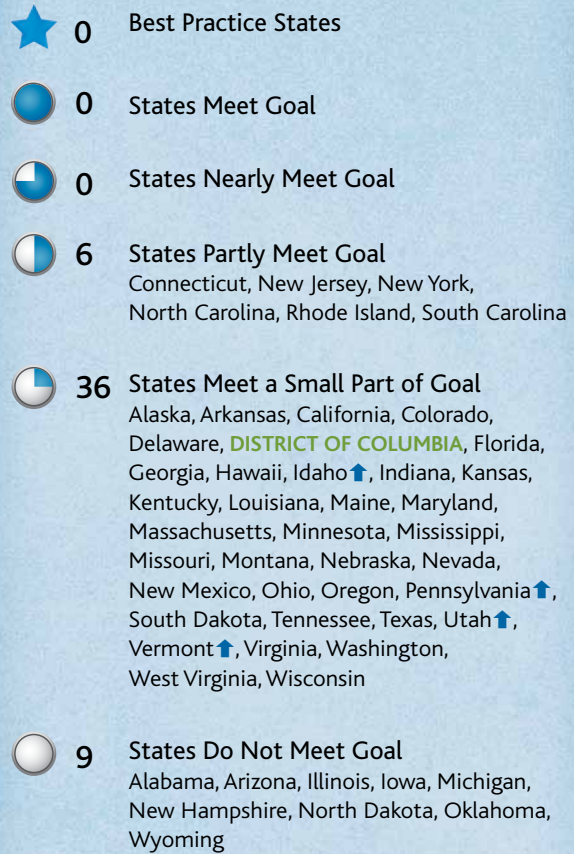 0 Best Practice States
0 States Meet Goal
0 States Nearly Meet Goal
6 States Partly Meet Goal
Connecticut, New Jersey, New York,
North Carolina, Rhode Island, South Carolina
36 States Meet a Small Part of Goal
Alaska, Arkansas, California, Colorado,
Delaware, DISTRICT OF COLUMBIA, Florida,
Georgia, Hawaii, Idaho⬆, Indiana, Kansas,
Kentucky, Louisiana, Maine, Maryland,
Massachusetts, Minnesota, Mississippi,
Missouri, Montana, Nebraska, Nevada,
New Mexico, Ohio, Oregon, Pennsylvania⬆,
South Dakota, Tennessee, Texas, Utah⬆,
Vermont⬆, Virginia, Washington,
West Virginia, Wisconsin
9 States Do Not Meet Goal
Alabama, Arizona, Illinois, Iowa, Michigan,
New Hampshire, North Dakota, Oklahoma,
Wyoming